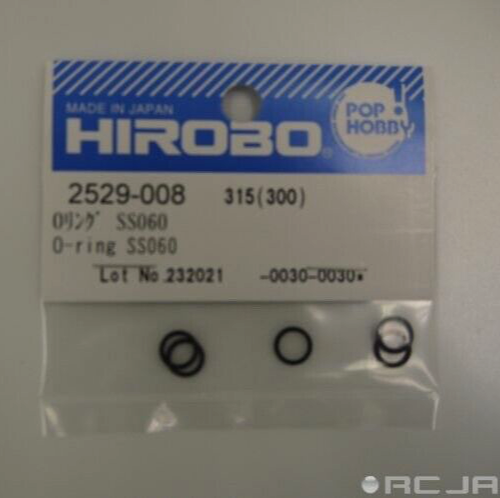 MADE IN JAPAN
HIROBO®
POP!
HOBBY
2529-008 315(300)
Oﾘﾝｸﾞ SS060
O-ring SS060
Lot No.232021 -0030-0030*
RCJA